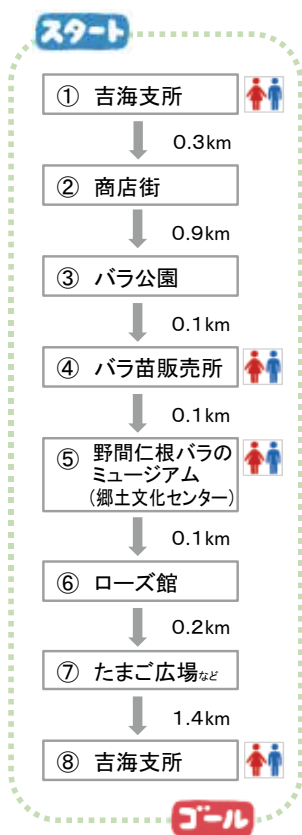 スタート
① 吉海支所
0.3km
② 商店街
0.9km
③ バラ公園
0.1km
④ バラ苗販売所
0.1km
⑤ 野間仁根バラの
ミュージアム
（郷土文化センター）
0.1km
⑥ ローズ館
0.2km
⑦ たまご広場など
1.4km
⑧ 吉海支所
ゴール